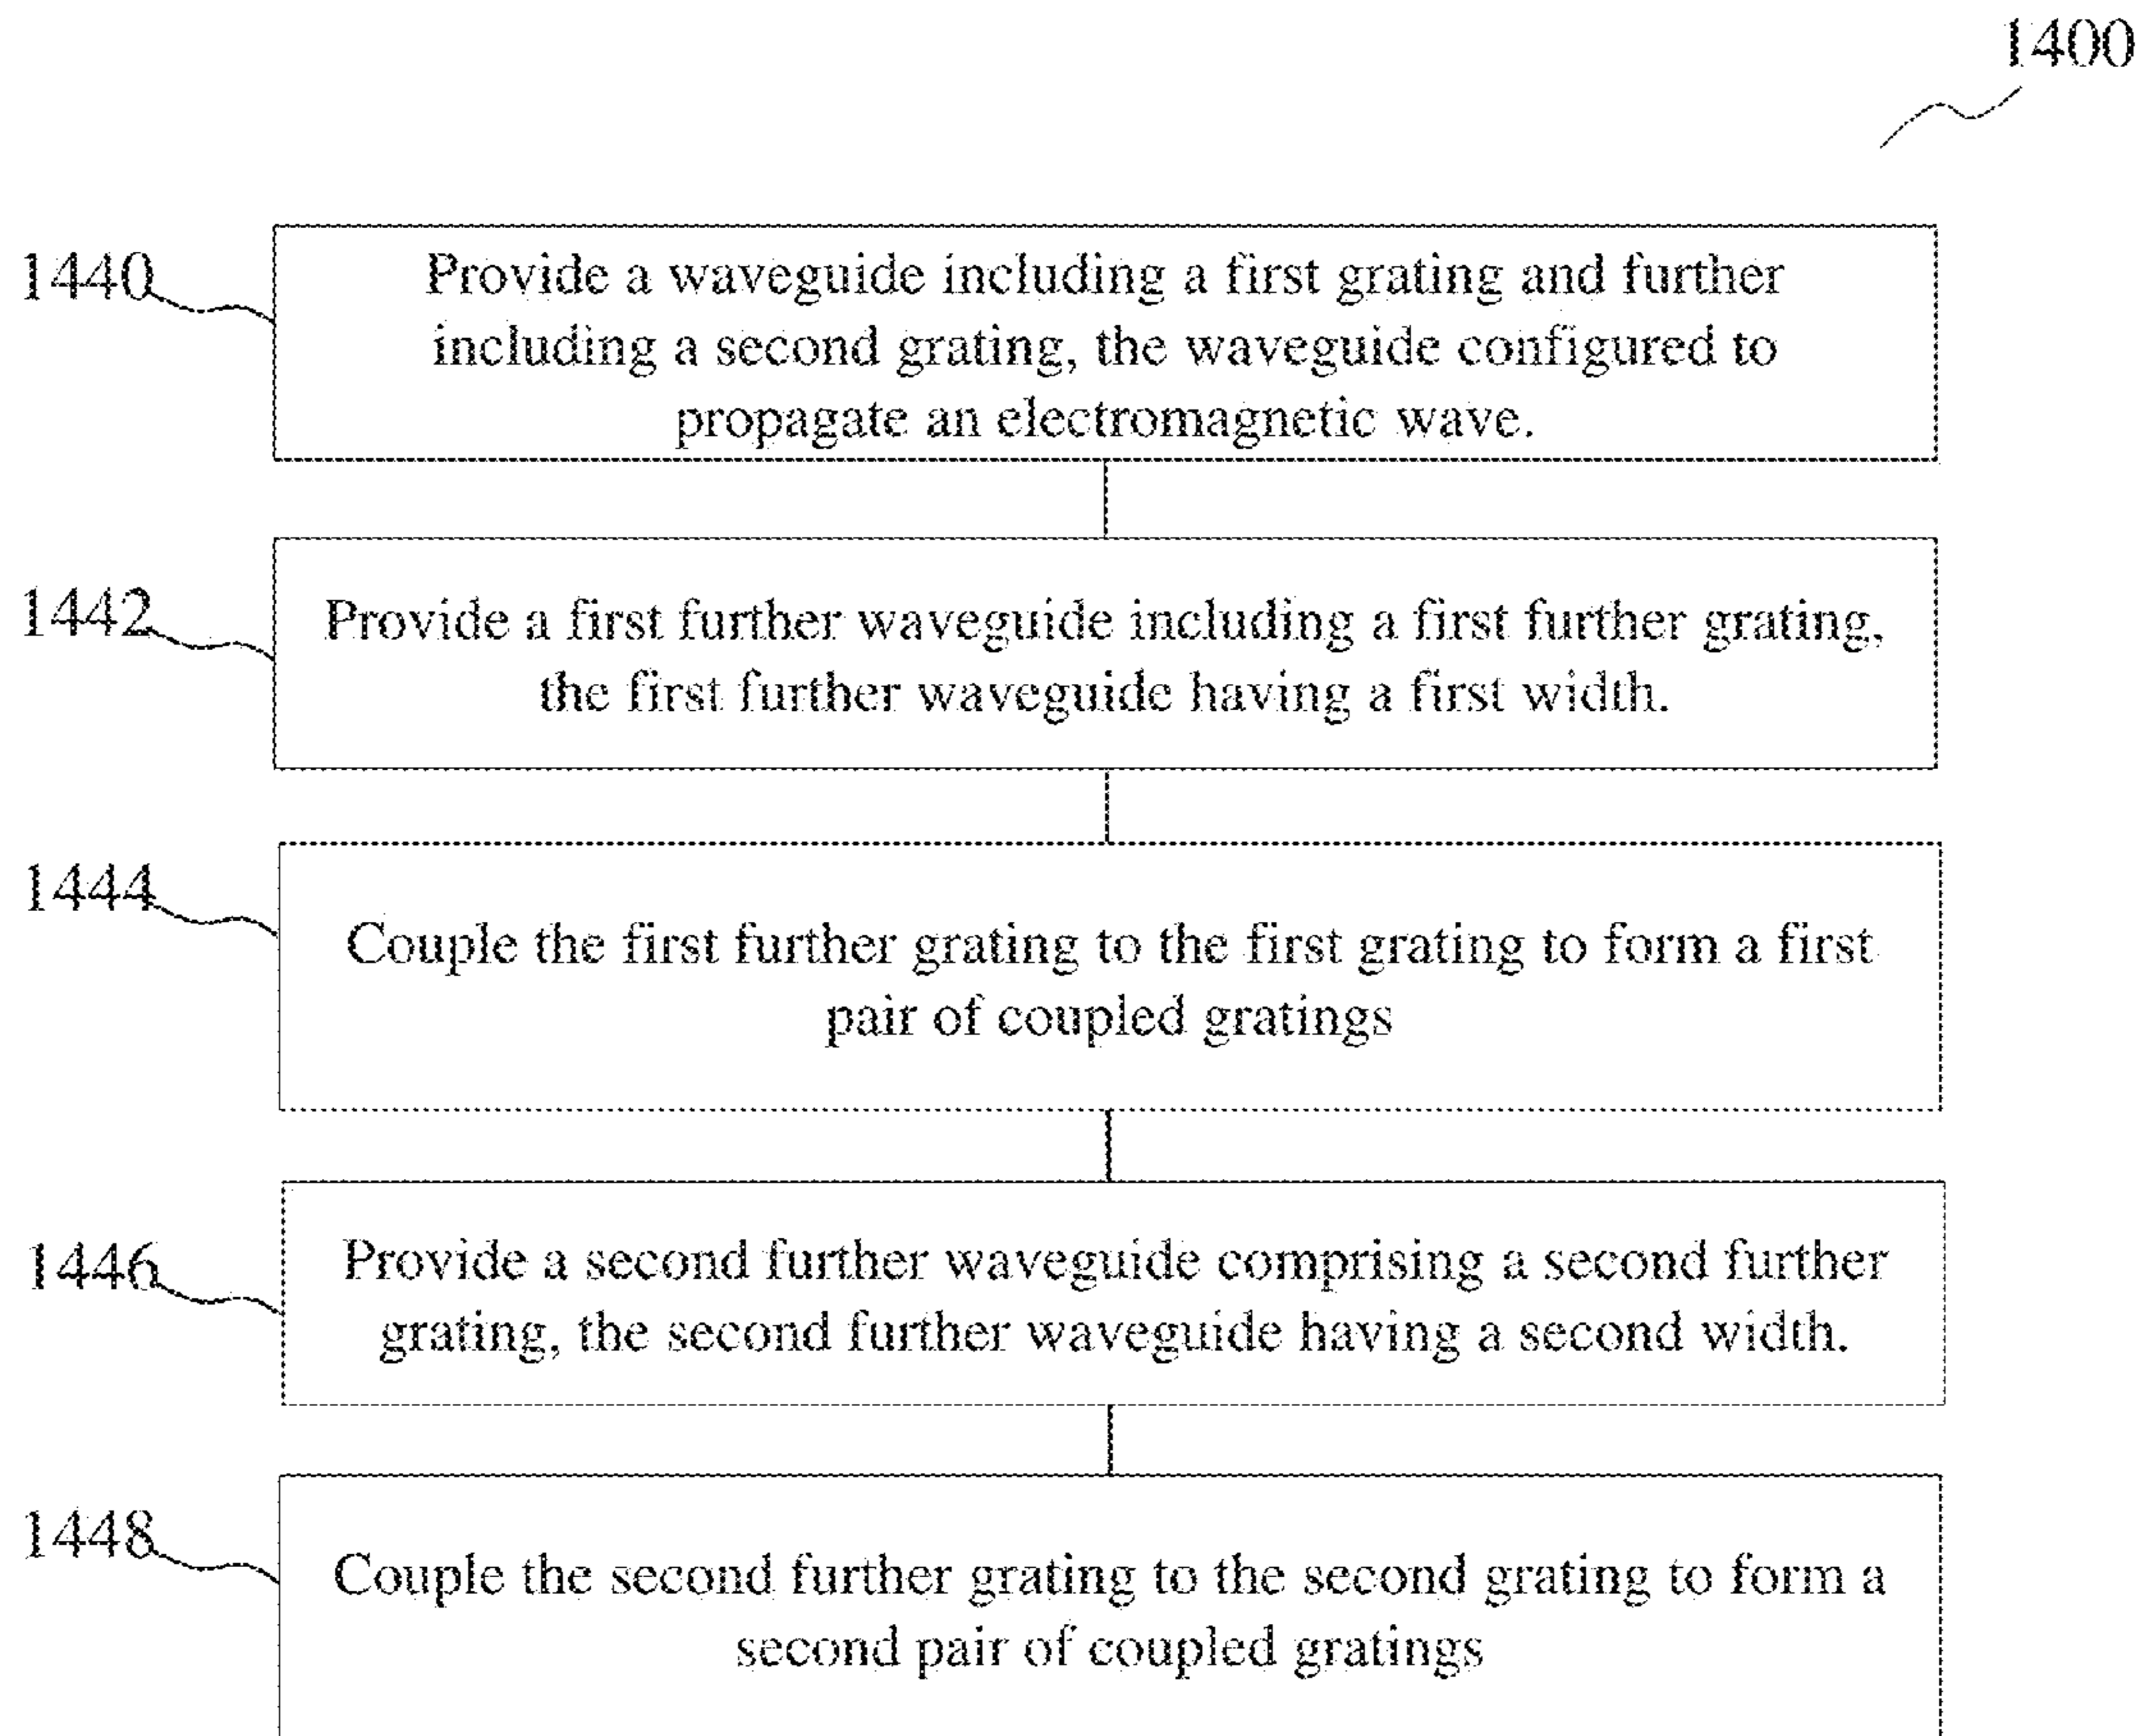 1400
1440
Provide a waveguide including a first grating and further
including a second grating, the waveguide configured to
propagate an electromagnetic wave.
1442
Provide a first further waveguide including a first further grating,
the first further waveguide having a first width.
1444
Couple the first further grating to the first grating to form a first
pair of coupled gratings
1446
Provide a second further waveguide comprising a second further
grating, the second further waveguide having a second width.
1448
Couple the second further grating to the second grating to form a
second pair of coupled gratings